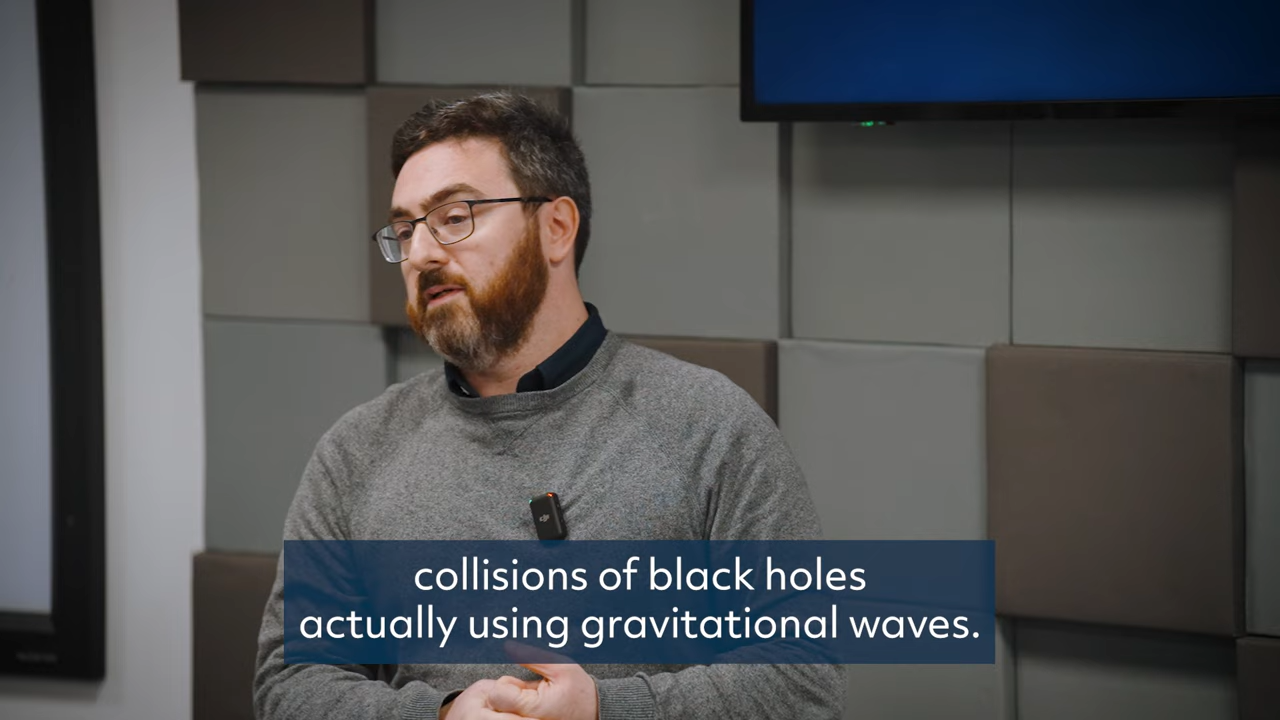 collisions of black holes
actually using gravitational waves.